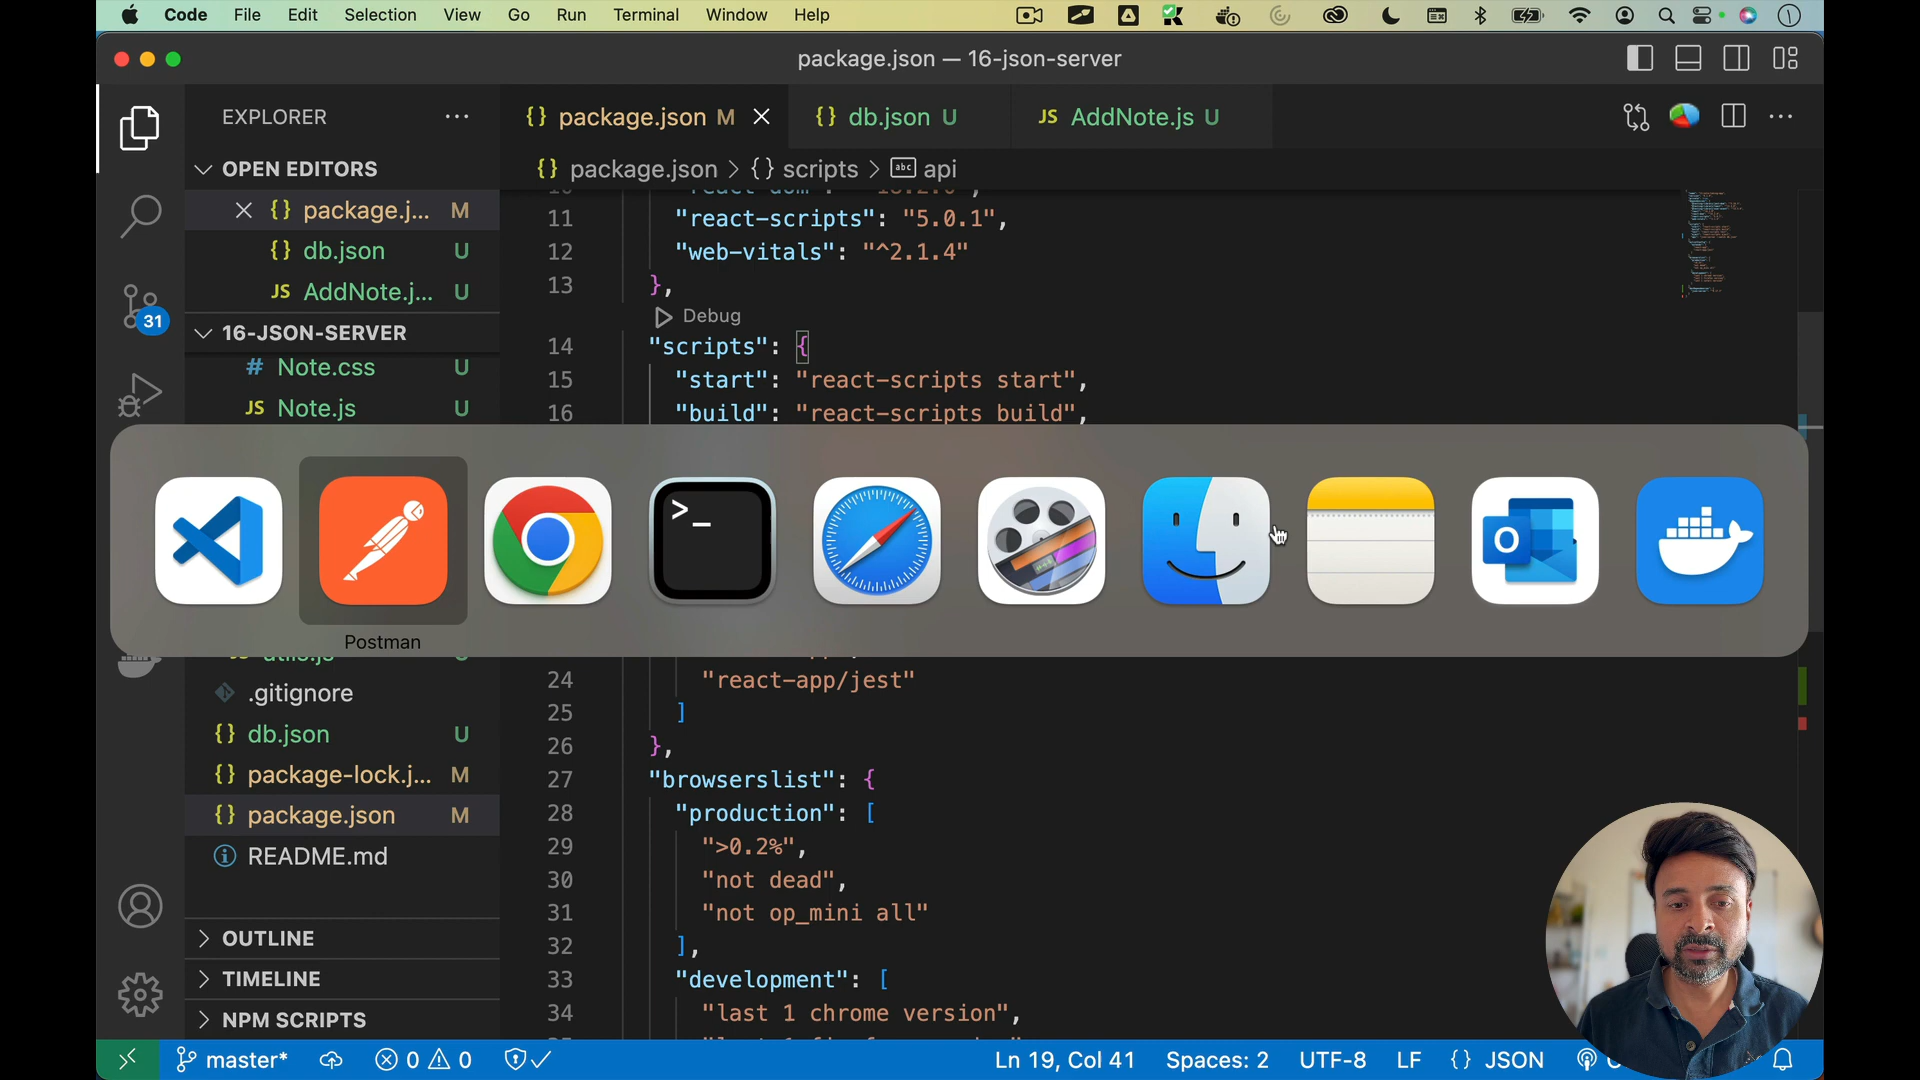 Code File Edit Selection View Go Run Terminal Window Help
package.json — 16-json-server
EXPLORER
package.json M
db.json U
JS AddNote.js U
OPEN EDITORS
{} package.json > {} scripts > abc api
{} package.j... M
{} db.json U
JS AddNote.j... U
16-JSON-SERVER
# Note.css U
JS Note.js U
31
11 "react-scripts": "5.0.1",
12 "web-vitals": "^2.1.4"
13 },
Debug
14 "scripts": {
15 "start": "react-scripts start",
16 "build": "react-scripts build",
>_
O
Postman
.gitignore
{} db.json U
{} package-lock.j... M
{} package.json M
README.md
OUTLINE
TIMELINE
NPM SCRIPTS
24 "react-app/jest"
25 ]
26 },
27 "browserslist": {
28 "production": [
29 ">0.2%",
30 "not dead",
31 "not op_mini all"
32 ],
33 "development": [
34 "last 1 chrome version",
master* 0 0 Ln 19, Col 41 Spaces: 2 UTF-8 LF {} JSON